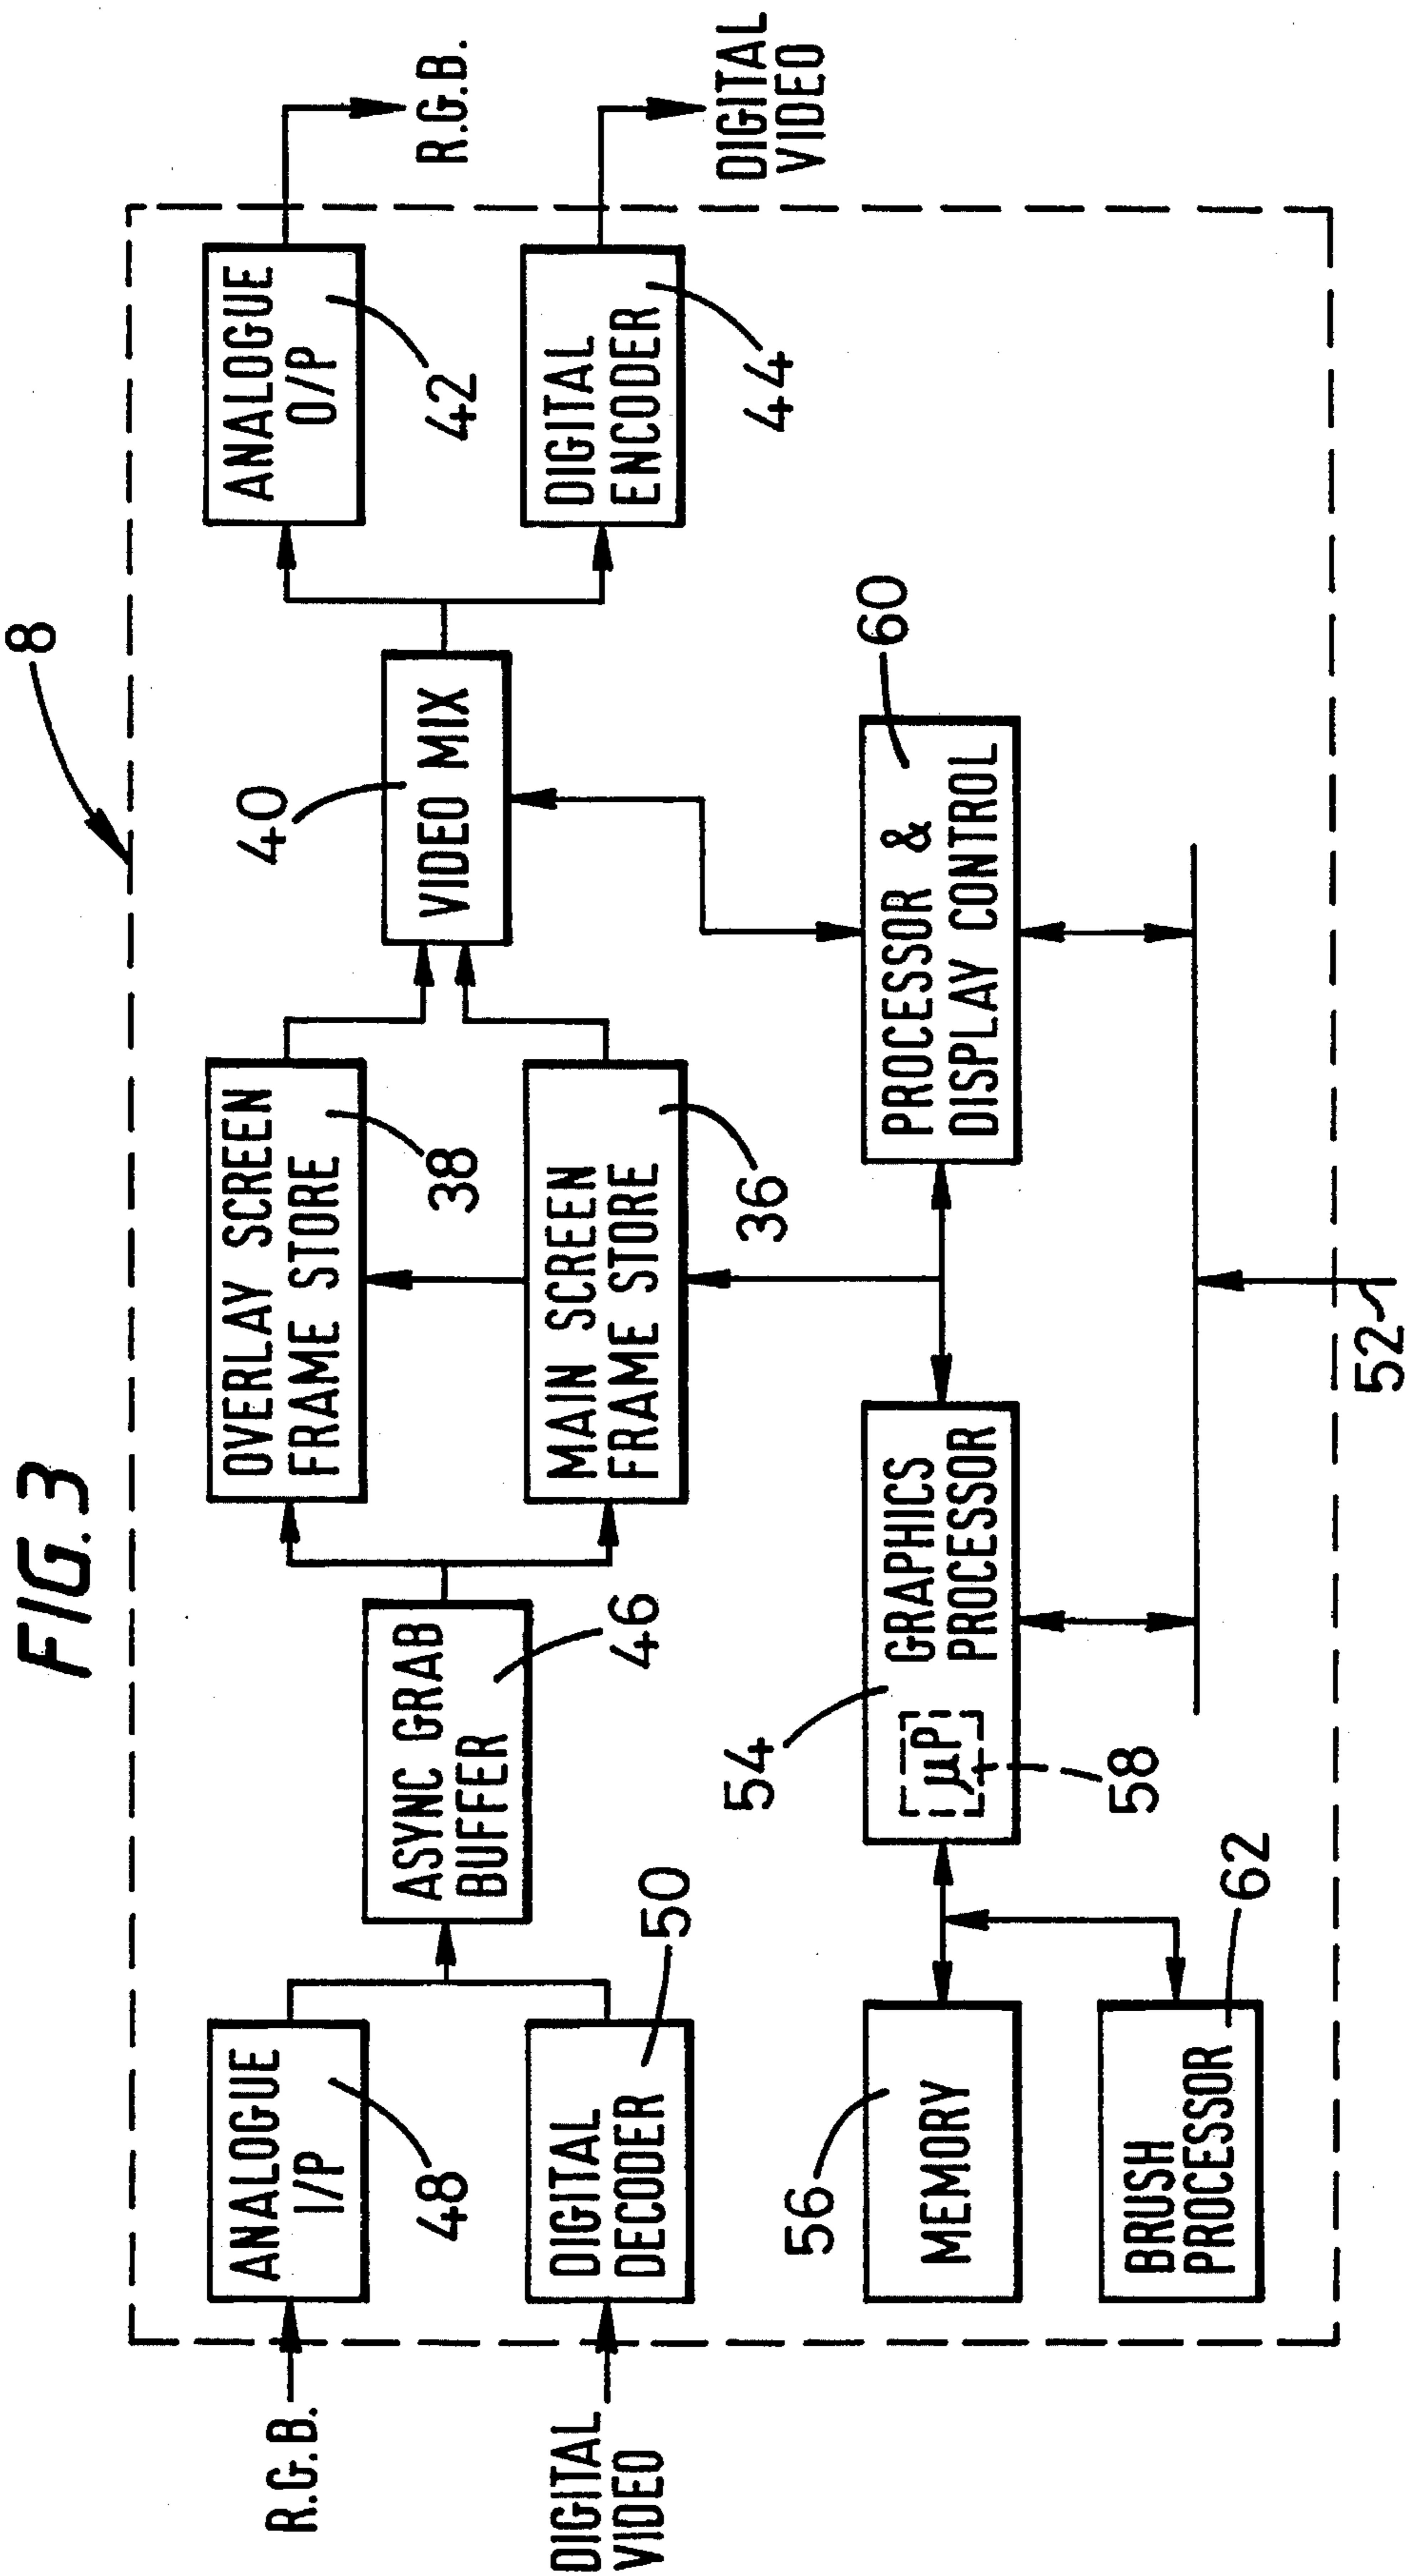 FIG. 3
8
R.G.B.
DIGITAL
VIDEO
ANALOGUE
I/P
48
DIGITAL
DECODER
50
ASYNC GRAB
BUFFER
46
OVERLAY SCREEN
FRAME STORE
38
MAIN SCREEN
FRAME STORE
36
40
VIDEO MIX
ANALOGUE
O/P
42
DIGITAL
ENCODER
44
R.G.B.
DIGITAL
VIDEO
56
MEMORY
BRUSH
PROCESSOR
62
54
μP
58
GRAPHICS
PROCESSOR
60
PROCESSOR &
DISPLAY CONTROL
52